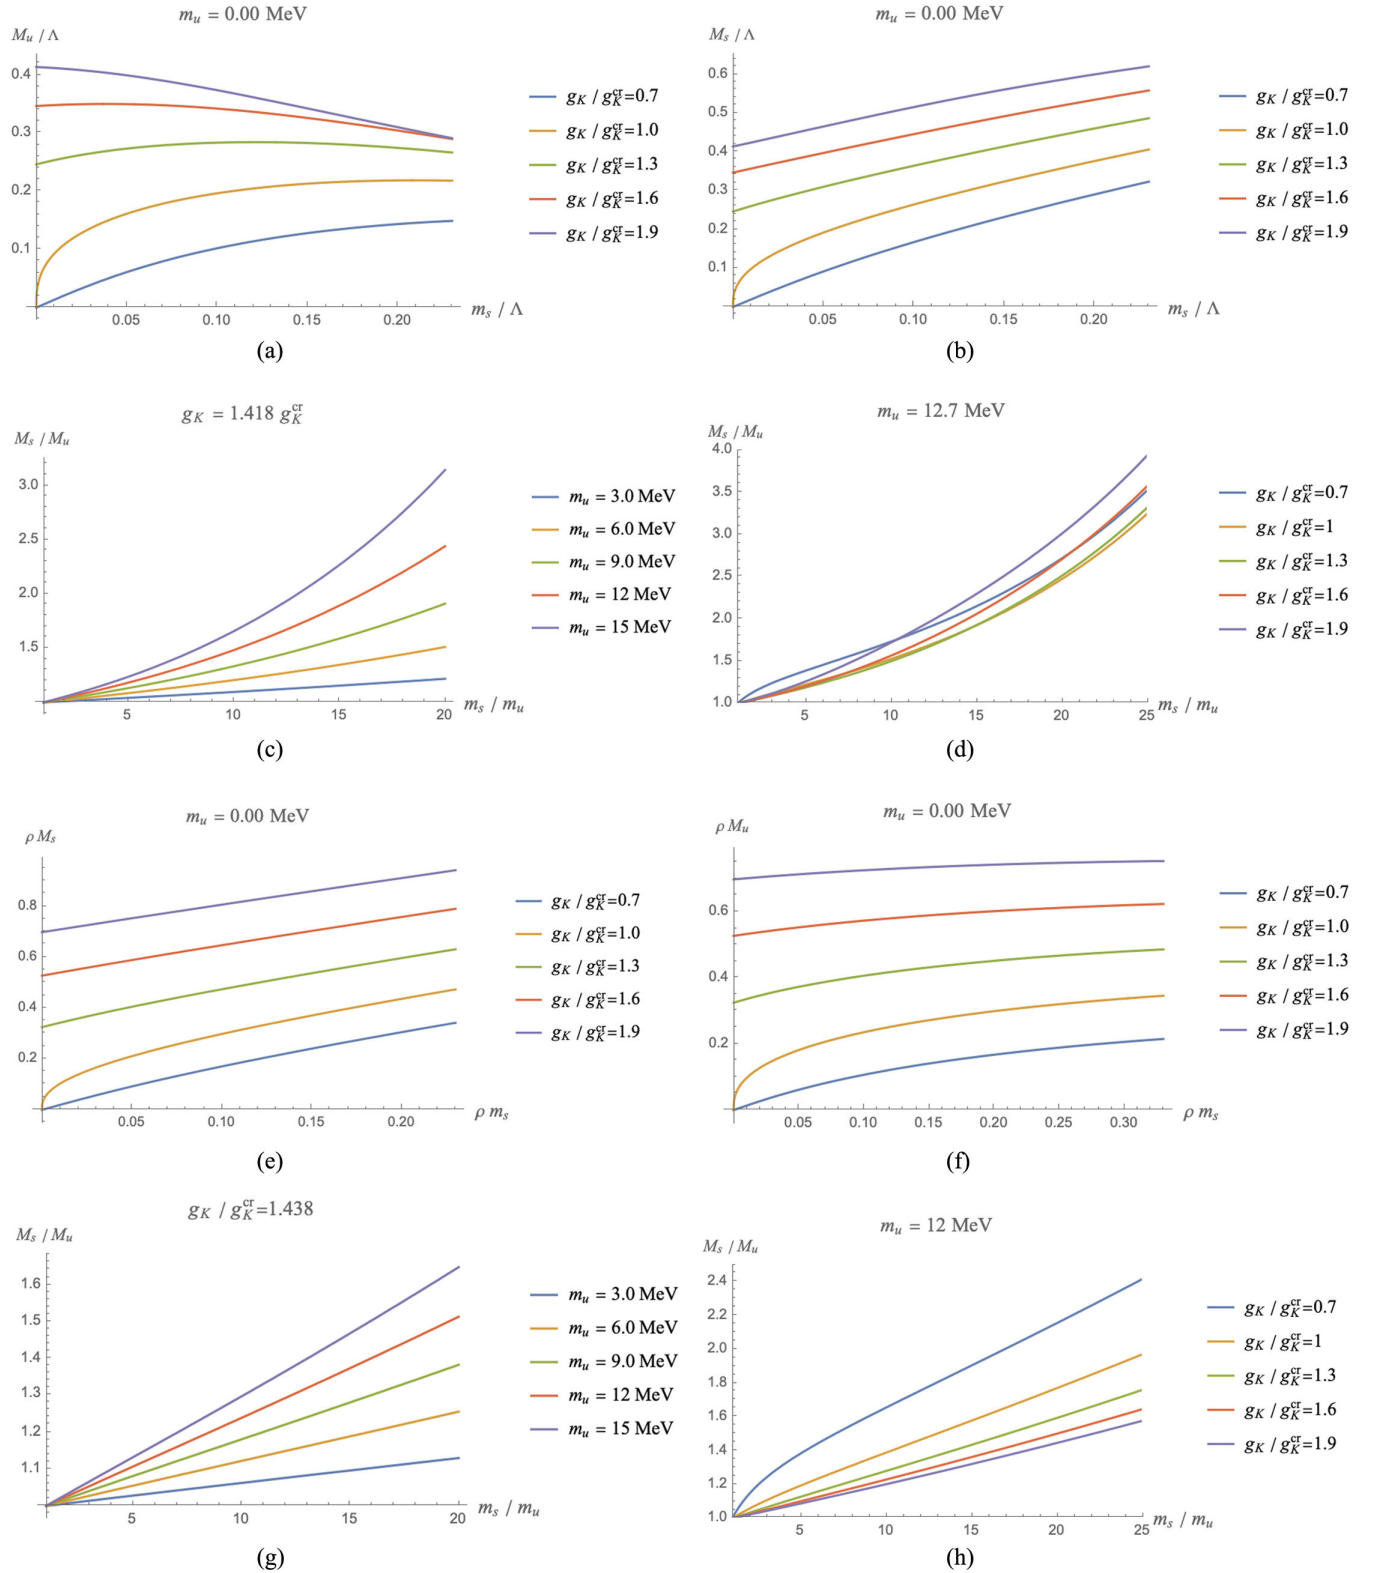 m_u = 0.00 MeV
M_u / Λ
0.4
0.3
0.2
0.1
0.05 0.10 0.15 0.20
m_s / Λ
g_K / g_K^cr=0.7
g_K / g_K^cr=1.0
g_K / g_K^cr=1.3
g_K / g_K^cr=1.6
g_K / g_K^cr=1.9
(a)
m_u = 0.00 MeV
M_s / Λ
0.6
0.5
0.4
0.3
0.2
0.1
0.05 0.10 0.15 0.20
m_s / Λ
g_K / g_K^cr=0.7
g_K / g_K^cr=1.0
g_K / g_K^cr=1.3
g_K / g_K^cr=1.6
g_K / g_K^cr=1.9
(b)
g_K = 1.418 g_K^cr
M_s / M_u
3.0
2.5
2.0
1.5
5 10 15 20
m_s / m_u
m_u = 3.0 MeV
m_u = 6.0 MeV
m_u = 9.0 MeV
m_u = 12 MeV
m_u = 15 MeV
(c)
m_u = 12.7 MeV
M_s / M_u
4.0
3.5
3.0
2.5
2.0
1.5
1.0
5 10 15 20 25
m_s / m_u
g_K / g_K^cr=0.7
g_K / g_K^cr=1
g_K / g_K^cr=1.3
g_K / g_K^cr=1.6
g_K / g_K^cr=1.9
(d)
m_u = 0.00 MeV
ρ M_s
0.8
0.6
0.4
0.2
0.05 0.10 0.15 0.20
ρ m_s
g_K / g_K^cr=0.7
g_K / g_K^cr=1.0
g_K / g_K^cr=1.3
g_K / g_K^cr=1.6
g_K / g_K^cr=1.9
(e)
m_u = 0.00 MeV
ρ M_u
0.6
0.4
0.2
0.05 0.10 0.15 0.20 0.25 0.30
ρ m_s
g_K / g_K^cr=0.7
g_K / g_K^cr=1.0
g_K / g_K^cr=1.3
g_K / g_K^cr=1.6
g_K / g_K^cr=1.9
(f)
g_K / g_K^cr=1.438
M_s / M_u
1.6
1.5
1.4
1.3
1.2
1.1
5 10 15 20
m_s / m_u
m_u = 3.0 MeV
m_u = 6.0 MeV
m_u = 9.0 MeV
m_u = 12 MeV
m_u = 15 MeV
(g)
m_u = 12 MeV
M_s / M_u
2.4
2.2
2.0
1.8
1.6
1.4
1.2
1.0
5 10 15 20 25
m_s / m_u
g_K / g_K^cr=0.7
g_K / g_K^cr=1
g_K / g_K^cr=1.3
g_K / g_K^cr=1.6
g_K / g_K^cr=1.9
(h)